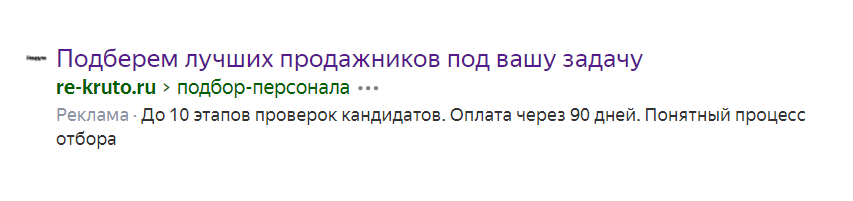 Подберем лучших продажников под вашу задачу
re-kruto.ru › подбор-персонала •••
Реклама · До 10 этапов проверок кандидатов. Оплата через 90 дней. Понятный процесс
отбора